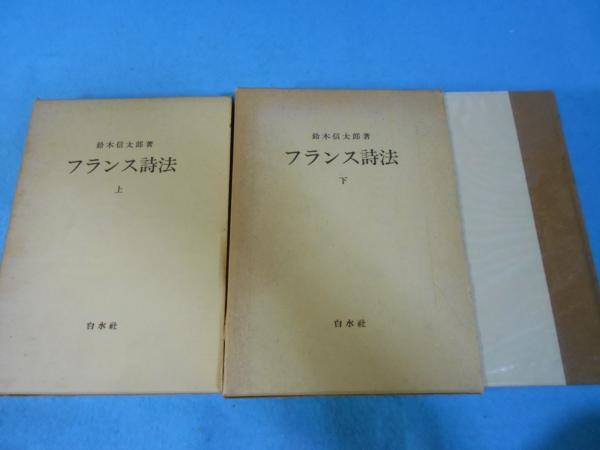 鈴木信太郎著
フランス詩法
上
白水社
鈴木信太郎著
フランス詩法
下
白水社